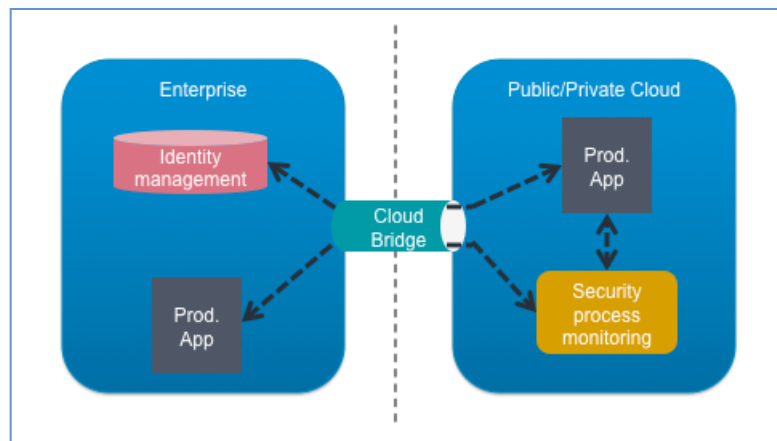 Enterprise
Identity
management
Prod.
App
Cloud
Bridge
Public/Private Cloud
Prod.
App
Security
process
monitoring